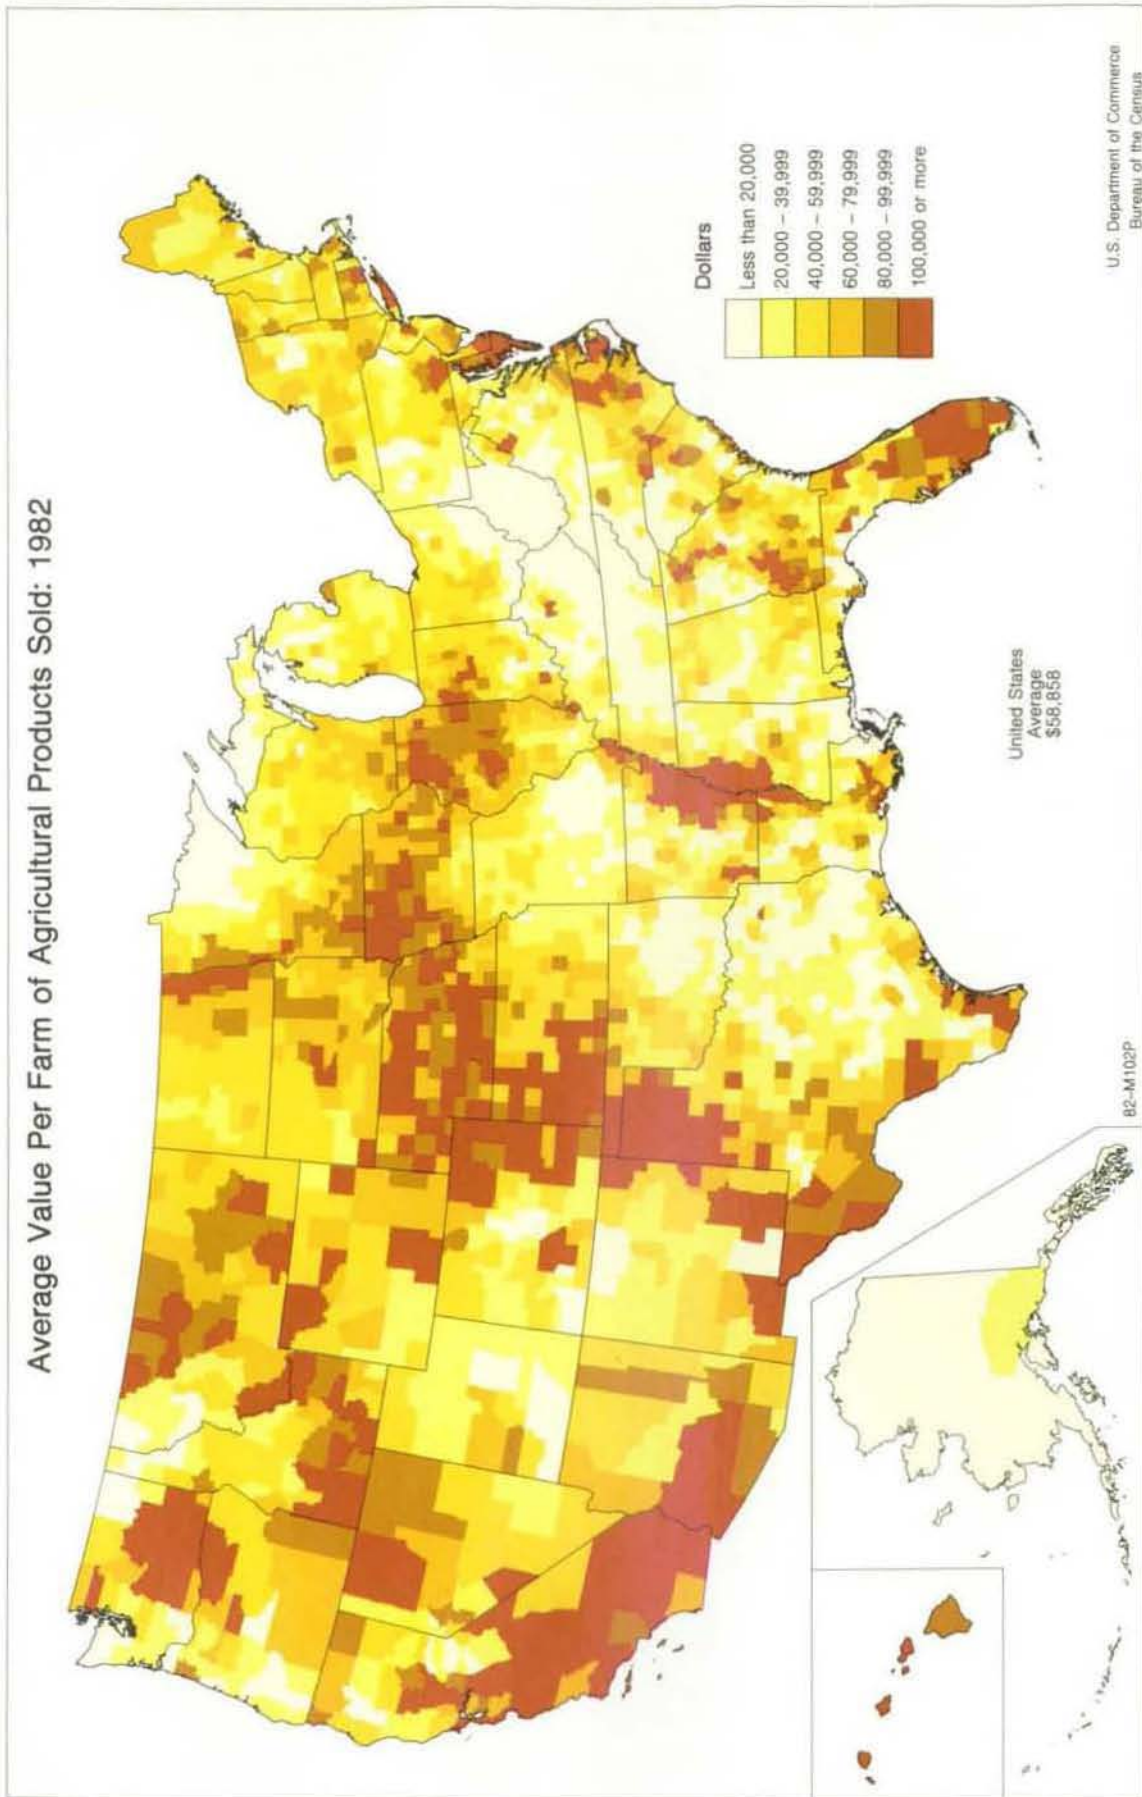 Average Value Per Farm of Agricultural Products Sold: 1982
Dollars
Less than 20,000
20,000 – 39,999
40,000 – 59,999
60,000 – 79,999
80,000 – 99,999
100,000 or more
United States
Average
$58,858
82-M102P
U.S. Department of Commerce
Bureau of the Census